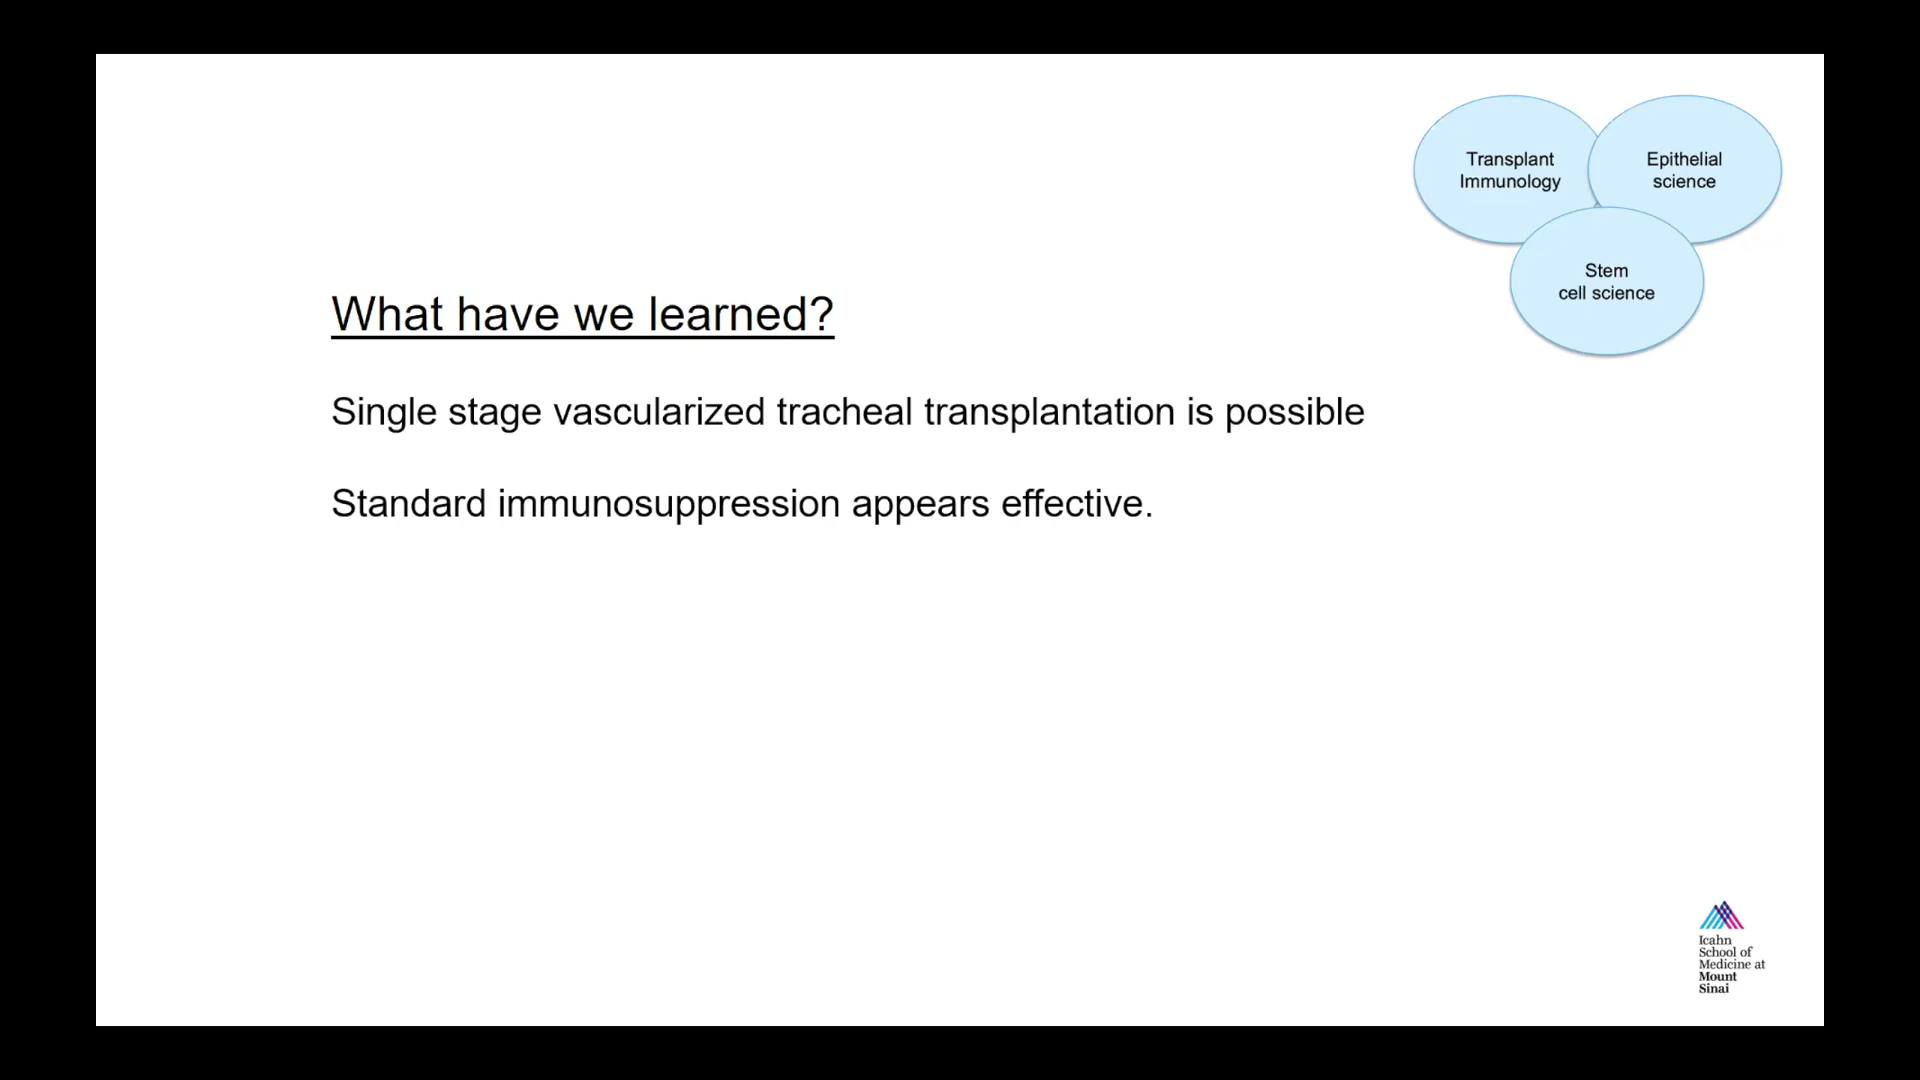 Transplant
Immunology
Epithelial
science
Stem
cell science
What have we learned?
Single stage vascularized tracheal transplantation is possible
Standard immunosuppression appears effective.
Icahn
School of
Medicine at
Mount
Sinai